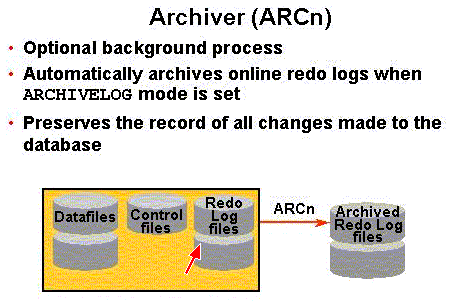 Archiver (ARCn)
• Optional background process
• Automatically archives online redo logs when
ARCHIVELOG mode is set
• Preserves the record of all changes made to the
database
Datafiles
Control
files
Redo
Log
files
ARCn
Archived
Redo Log
files